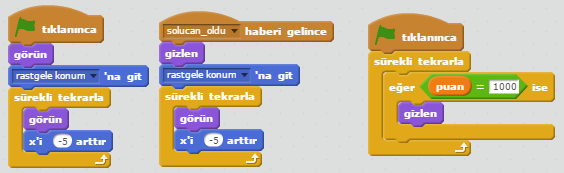 tıklanınca
görün
rastgele konum 'na git
sürekli tekrarla
görün
x'i -5 arttır
solucan_oldu haberi gelince
gizlen
rastgele konum 'na git
sürekli tekrarla
görün
x'i -5 arttır
tıklanınca
sürekli tekrarla
eğer puan = 1000 ise
gizlen